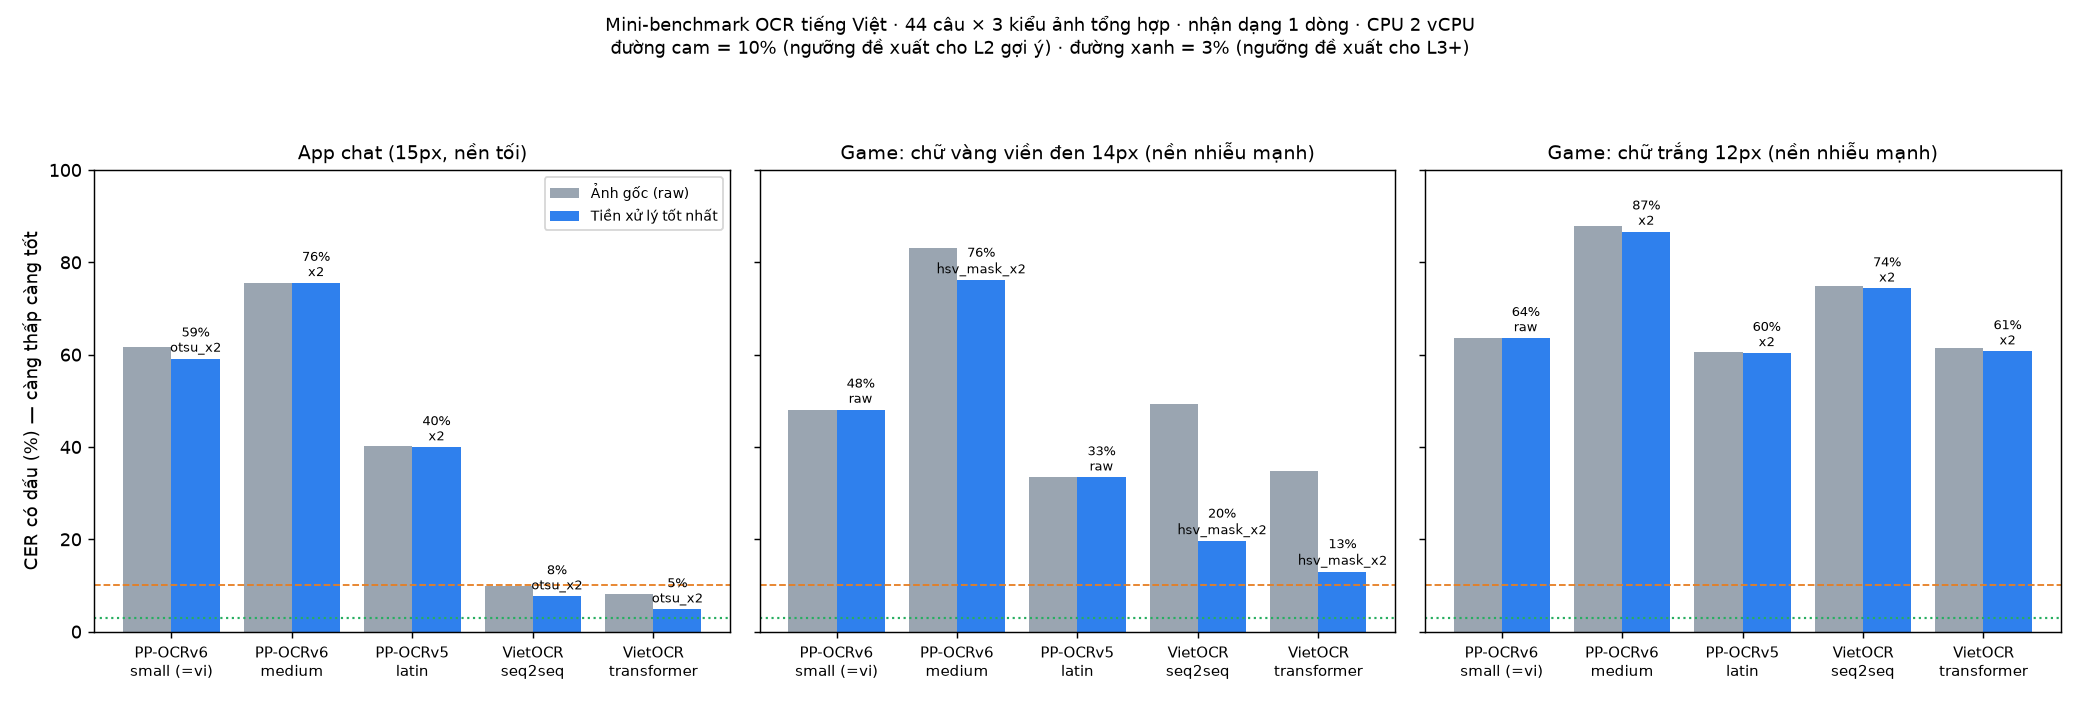 Mini-benchmark OCR tiếng Việt · 44 câu × 3 kiểu ảnh tổng hợp · nhận dạng 1 dòng · CPU 2 vCPU
đường cam = 10% (ngưỡng đề xuất cho L2 gợi ý) · đường xanh = 3% (ngưỡng đề xuất cho L3+)
App chat (15px, nền tối)
CER có dấu (%) — càng thấp càng tốt
100
80
60
40
20
0
Ảnh gốc (raw)
Tiền xử lý tốt nhất
59%
otsu_x2
76%
x2
40%
x2
8%
otsu_x2
5%
otsu_x2
PP-OCRv6
small (=vi)
PP-OCRv6
medium
PP-OCRv5
latin
VietOCR
seq2seq
VietOCR
transformer
Game: chữ vàng viền đen 14px (nền nhiễu mạnh)
48%
raw
76%
hsv_mask_x2
33%
raw
20%
hsv_mask_x2
13%
hsv_mask_x2
PP-OCRv6
small (=vi)
PP-OCRv6
medium
PP-OCRv5
latin
VietOCR
seq2seq
VietOCR
transformer
Game: chữ trắng 12px (nền nhiễu mạnh)
64%
raw
87%
x2
60%
x2
74%
x2
61%
x2
PP-OCRv6
small (=vi)
PP-OCRv6
medium
PP-OCRv5
latin
VietOCR
seq2seq
VietOCR
transformer